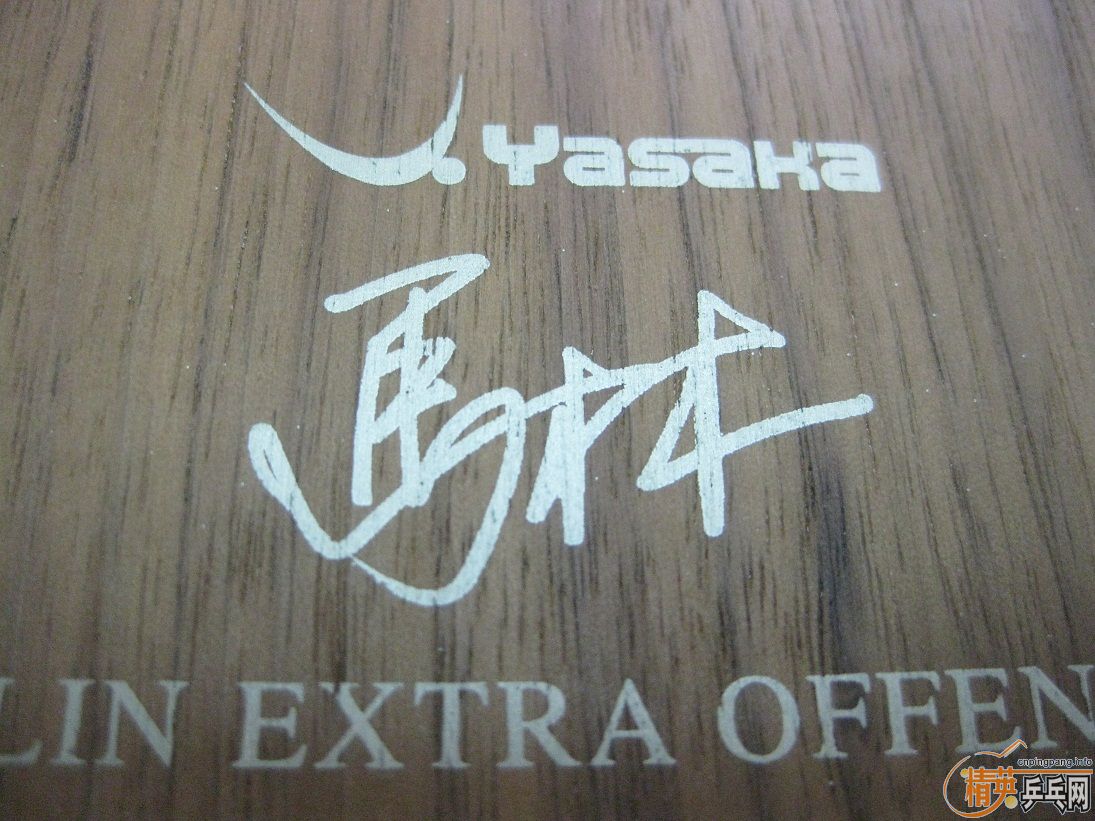 Yasaka
馬林
LIN EXTRA OFFEN
cnpingpang.info
精英乒乓网